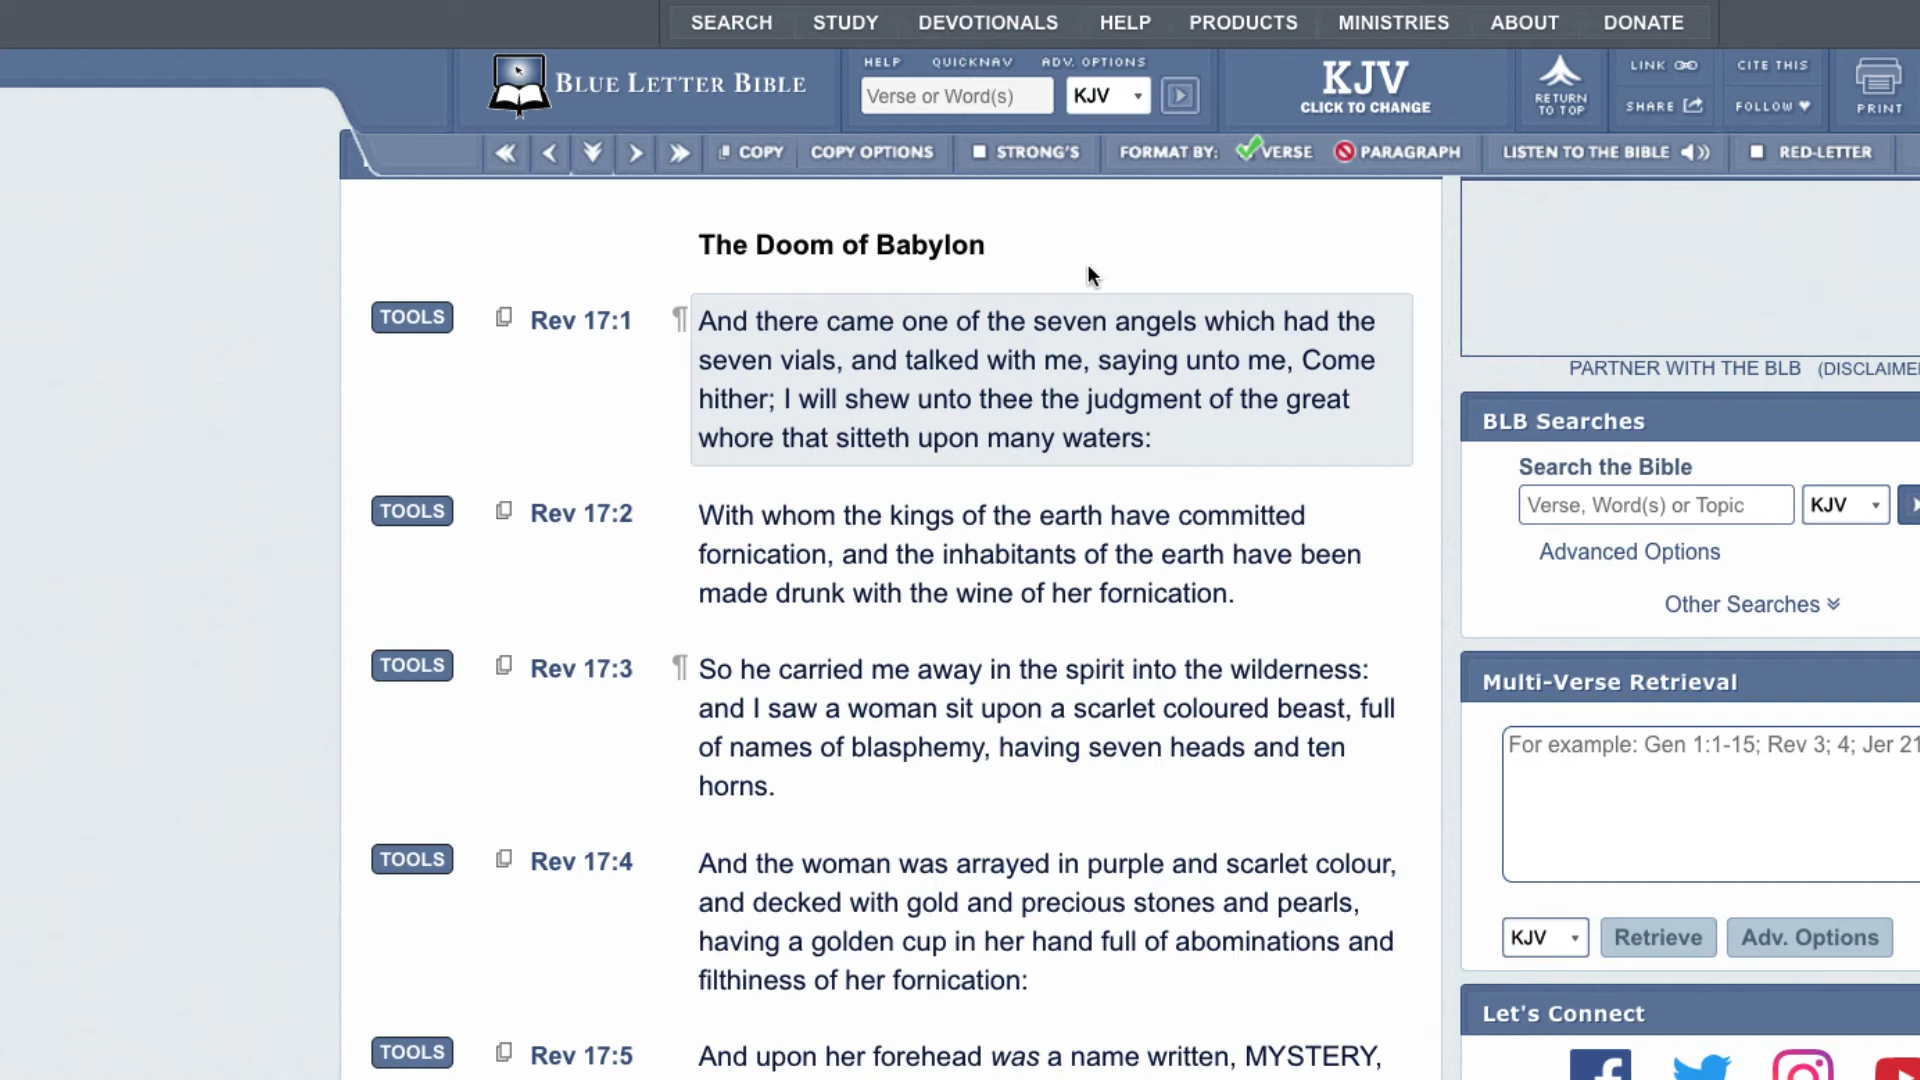 SEARCH STUDY DEVOTIONALS HELP PRODUCTS MINISTRIES ABOUT DONATE
BLUE LETTER BIBLE
HELP QUICKNAV ADV. OPTIONS
Verse or Word(s) KJV
KJV
CLICK TO CHANGE
RETURN
TO TOP
LINK
SHARE
CITE THIS
FOLLOW
PRINT
COPY COPY OPTIONS STRONG'S FORMAT BY: VERSE PARAGRAPH LISTEN TO THE BIBLE RED-LETTER
The Doom of Babylon
TOOLS Rev 17:1 ¶ And there came one of the seven angels which had the
seven vials, and talked with me, saying unto me, Come
hither; I will shew unto thee the judgment of the great
whore that sitteth upon many waters:
TOOLS Rev 17:2 With whom the kings of the earth have committed
fornication, and the inhabitants of the earth have been
made drunk with the wine of her fornication.
TOOLS Rev 17:3 ¶ So he carried me away in the spirit into the wilderness:
and I saw a woman sit upon a scarlet coloured beast, full
of names of blasphemy, having seven heads and ten
horns.
TOOLS Rev 17:4 And the woman was arrayed in purple and scarlet colour,
and decked with gold and precious stones and pearls,
having a golden cup in her hand full of abominations and
filthiness of her fornication:
TOOLS Rev 17:5 And upon her forehead was a name written, MYSTERY,
PARTNER WITH THE BLB (DISCLAIME
BLB Searches
Search the Bible
Verse, Word(s) or Topic KJV
Advanced Options
Other Searches
Multi-Verse Retrieval
For example: Gen 1:1-15; Rev 3; 4; Jer 21
KJV Retrieve Adv. Options
Let's Connect